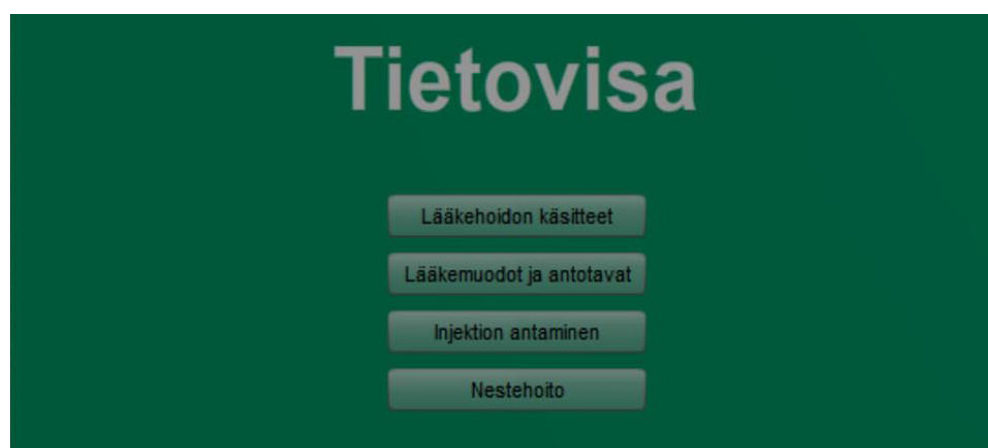 Tietovisa
Lääkehoidon käsitteet
Lääkemuodot ja antotavat
Injektion antaminen
Nestehoito